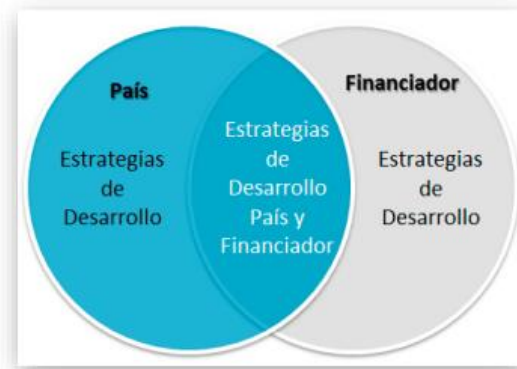 País
Estrategias
de
Desarrollo
Estrategias
de
Desarrollo
País y
Financiador
Financiador
Estrategias
de
Desarrollo